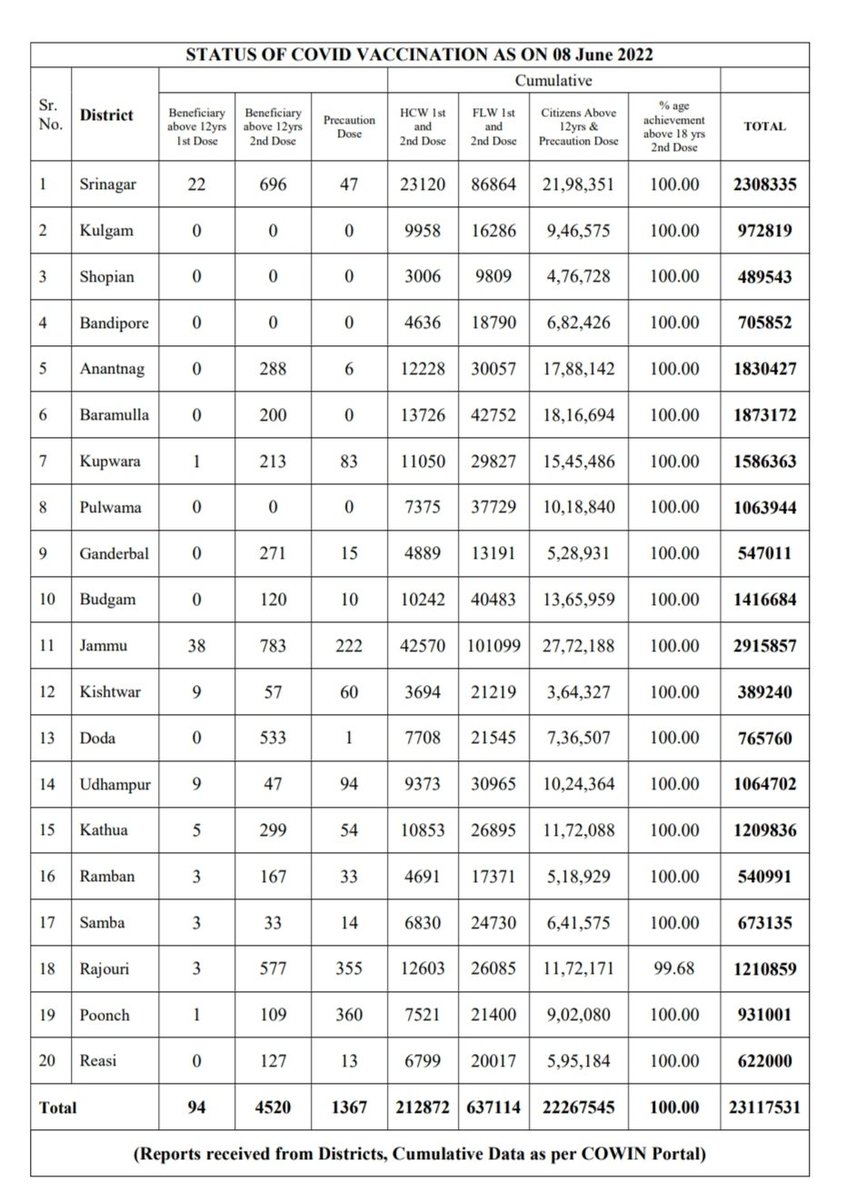 STATUS OF COVID VACCINATION AS ON 08 June 2022
Cumulative
Sr. No. District Beneficiary above 12yrs 1st Dose Beneficiary above 12yrs 2nd Dose Precaution Dose HCW 1st and 2nd Dose FLW 1st and 2nd Dose Citizens Above 12yrs & Precaution Dose % age achievement above 18 yrs 2nd Dose TOTAL
1 Srinagar 22 696 47 23120 86864 21,98,351 100.00 2308335
2 Kulgam 0 0 0 9958 16286 9,46,575 100.00 972819
3 Shopian 0 0 0 3006 9809 4,76,728 100.00 489543
4 Bandipore 0 0 0 4636 18790 6,82,426 100.00 705852
5 Anantnag 0 288 6 12228 30057 17,88,142 100.00 1830427
6 Baramulla 0 200 0 13726 42752 18,16,694 100.00 1873172
7 Kupwara 1 213 83 11050 29827 15,45,486 100.00 1586363
8 Pulwama 0 0 0 7375 37729 10,18,840 100.00 1063944
9 Ganderbal 0 271 15 4889 13191 5,28,931 100.00 547011
10 Budgam 0 120 10 10242 40483 13,65,959 100.00 1416684
11 Jammu 38 783 222 42570 101099 27,72,188 100.00 2915857
12 Kishtwar 9 57 60 3694 21219 3,64,327 100.00 389240
13 Doda 0 533 1 7708 21545 7,36,507 100.00 765760
14 Udhampur 9 47 94 9373 30965 10,24,364 100.00 1064702
15 Kathua 5 299 54 10853 26895 11,72,088 100.00 1209836
16 Ramban 3 167 33 4691 17371 5,18,929 100.00 540991
17 Samba 3 33 14 6830 24730 6,41,575 100.00 673135
18 Rajouri 3 577 355 12603 26085 11,72,171 99.68 1210859
19 Poonch 1 109 360 7521 21400 9,02,080 100.00 931001
20 Reasi 0 127 13 6799 20017 5,95,184 100.00 622000
Total 94 4520 1367 212872 637114 22267545 100.00 23117531
(Reports received from Districts, Cumulative Data as per COWIN Portal)